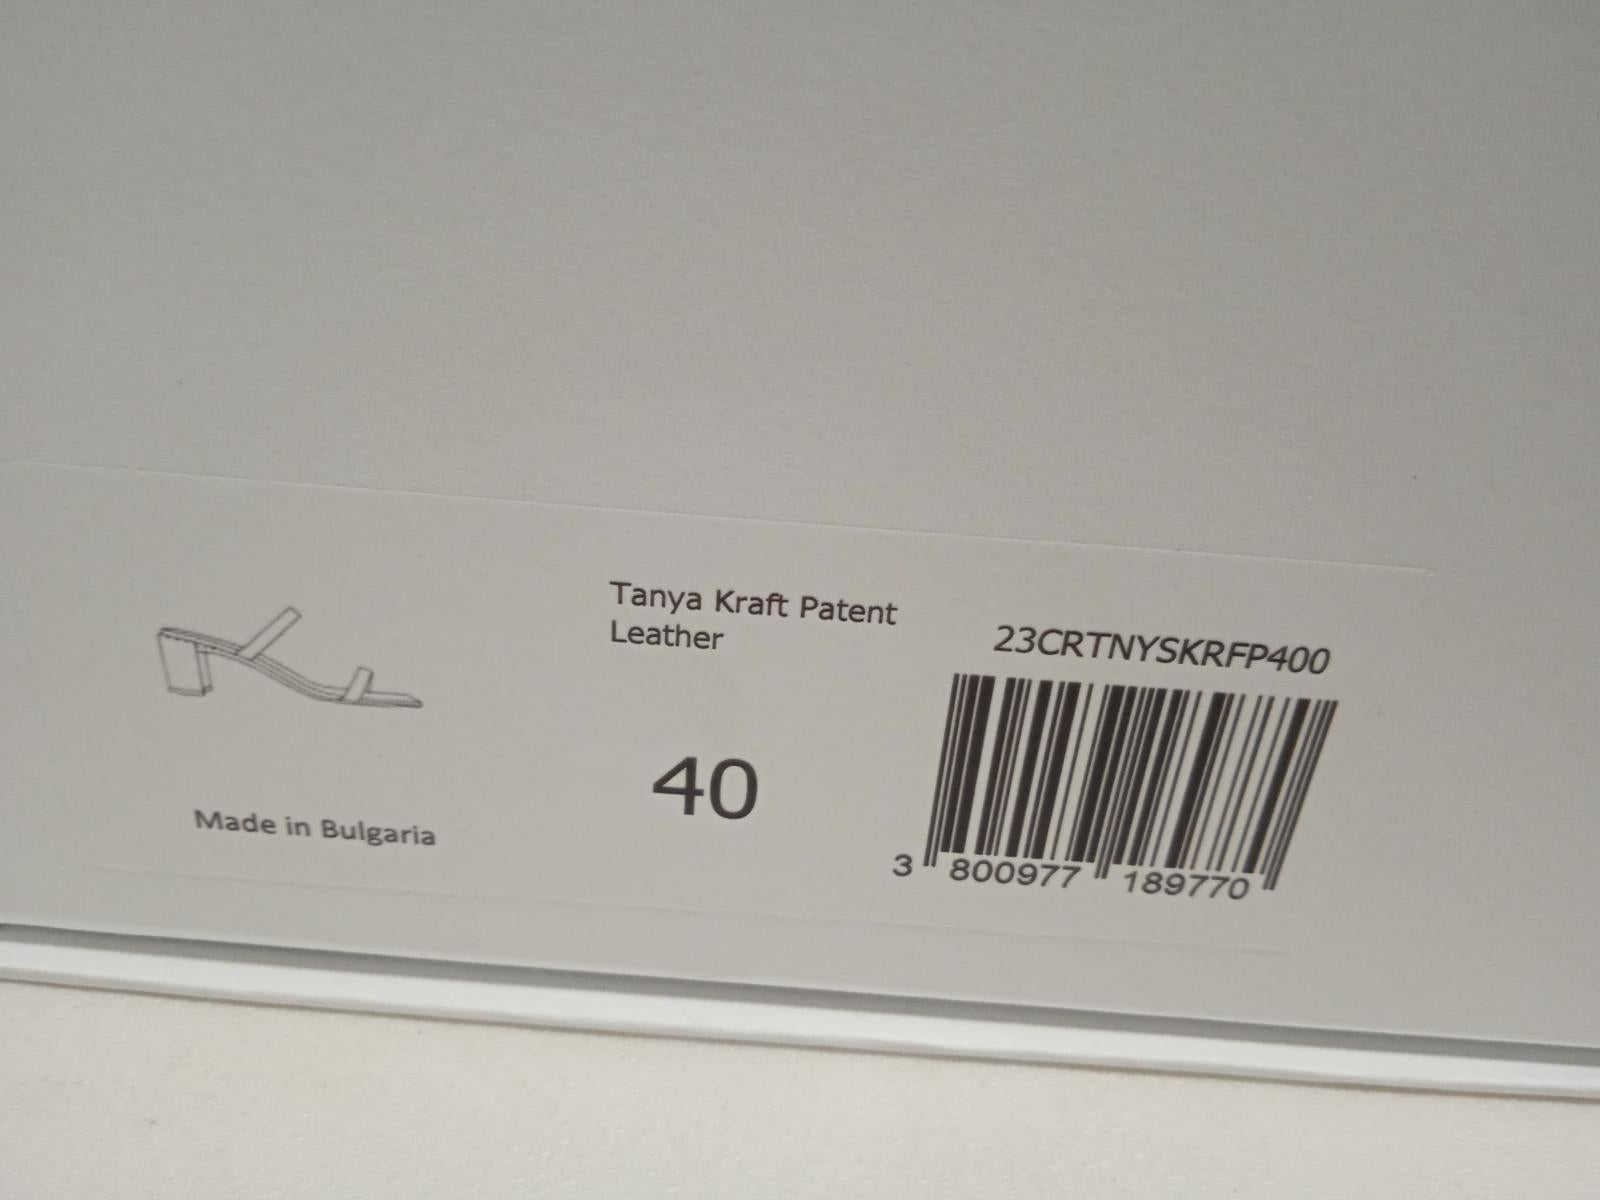 Tanya Kraft Patent
Leather
23CRTNYSKRFP400
40
Made in Bulgaria
3 800977 189770